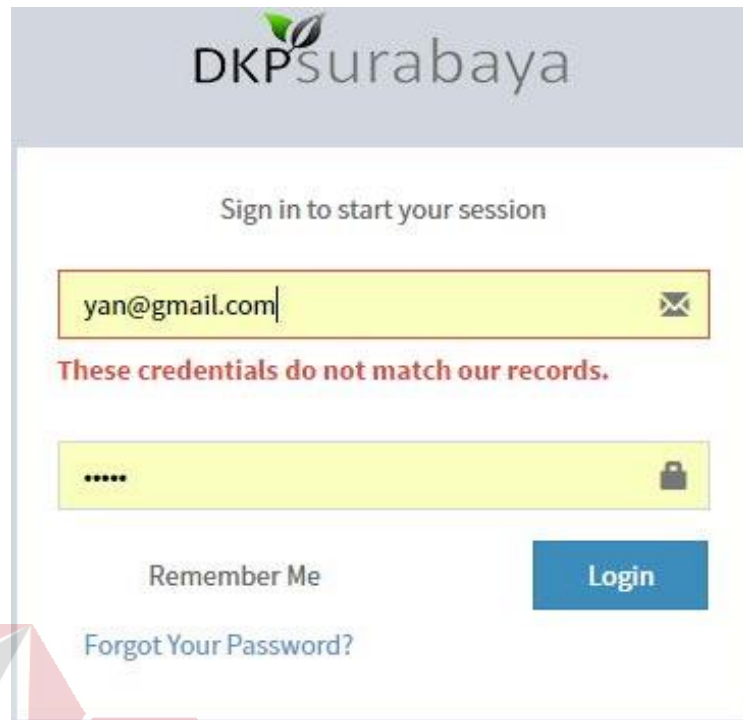 DKPsurabaya
Sign in to start your session
yan@gmail.com
These credentials do not match our records.
•••••
Remember Me Login
Forgot Your Password?